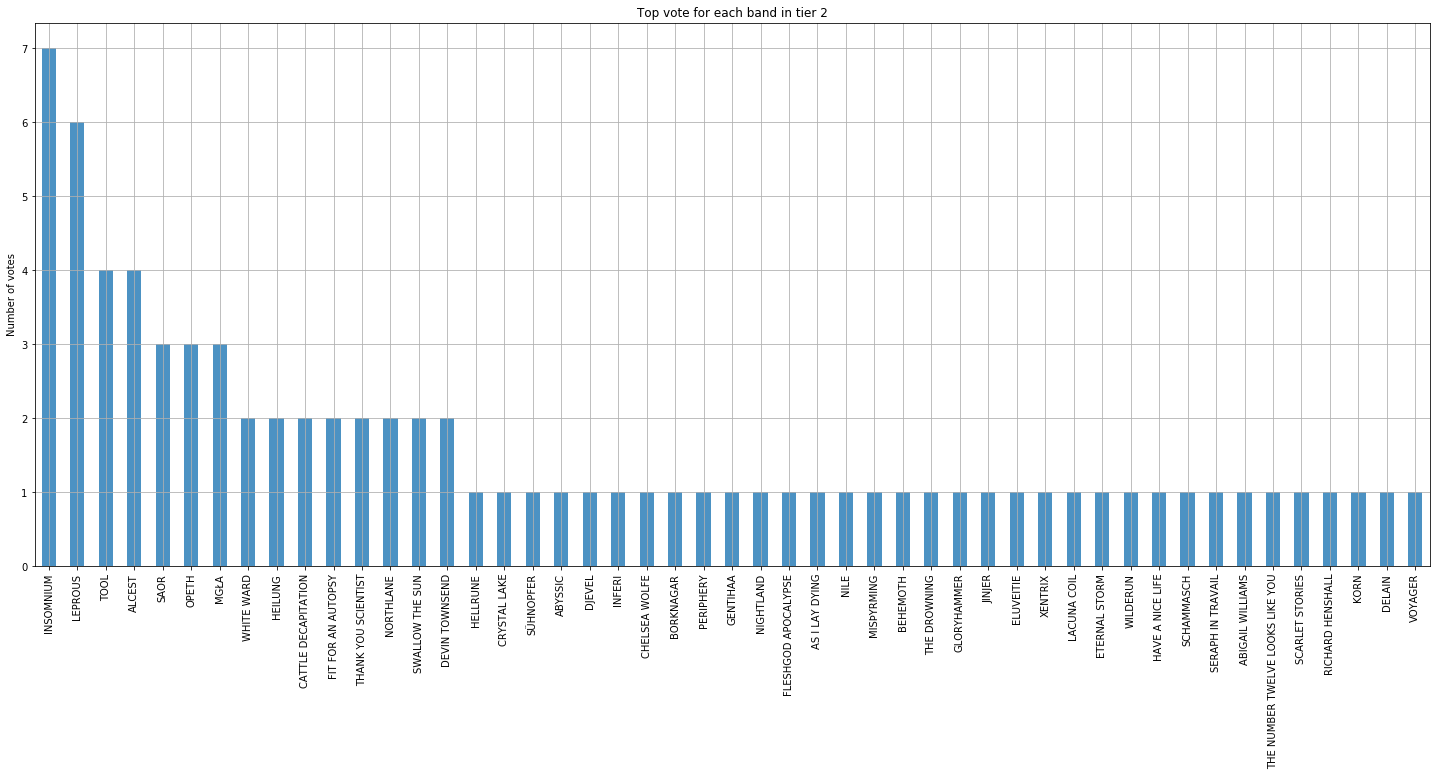 Top vote for each band in tier 2
Number of votes
7
6
5
4
3
2
1
0
INSOMNIUM
LEPROUS
TOOL
ALCEST
SAOR
OPETH
MGŁA
WHITE WARD
HEILUNG
CATTLE DECAPITATION
FIT FOR AN AUTOPSY
THANK YOU SCIENTIST
NORTHLANE
SWALLOW THE SUN
DEVIN TOWNSEND
HELLRUNE
CRYSTAL LAKE
SÜHNOPFER
ABYSSIC
DJEVEL
INFERI
CHELSEA WOLFE
BORKNAGAR
PERIPHERY
GENTIHAA
NIGHTLAND
FLESHGOD APOCALYPSE
AS I LAY DYING
NILE
MISPYRMING
BEHEMOTH
THE DROWNING
GLORYHAMMER
JINJER
ELUVEITIE
XENTRIX
LACUNA COIL
ETERNAL STORM
WILDERUN
HAVE A NICE LIFE
SCHAMMASCH
SERAPH IN TRAVAIL
ABIGAIL WILLIAMS
THE NUMBER TWELVE LOOKS LIKE YOU
SCARLET STORIES
RICHARD HENSHALL
KORN
DELAIN
VOYAGER